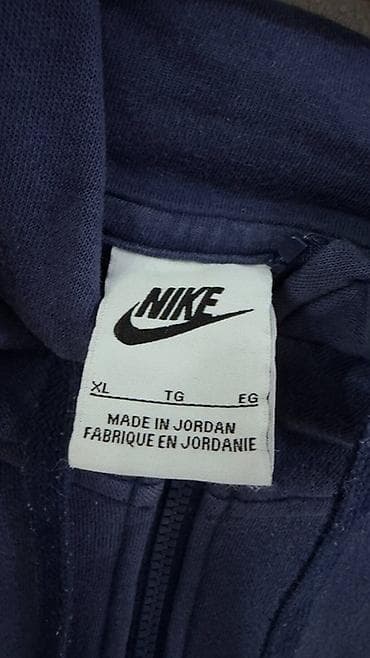 NIKE
XL TG EG
MADE IN JORDAN
FABRIQUE EN JORDANIE